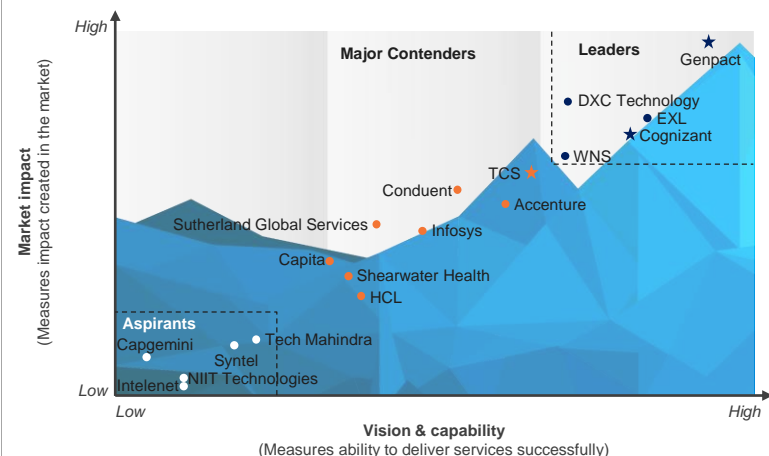 High
Major Contenders
Leaders
Genpact
DXC Technology
EXL
Cognizant
WNS
TCS
Conduent
Accenture
Sutherland Global Services
Infosys
Capita
Shearwater Health
HCL
Aspirants
Capgemini
Tech Mahindra
Syntel
NIIT Technologies
Intelenet
Low
Market impact
(Measures impact created in the market)
Low
High
Vision & capability
(Measures ability to deliver services successfully)